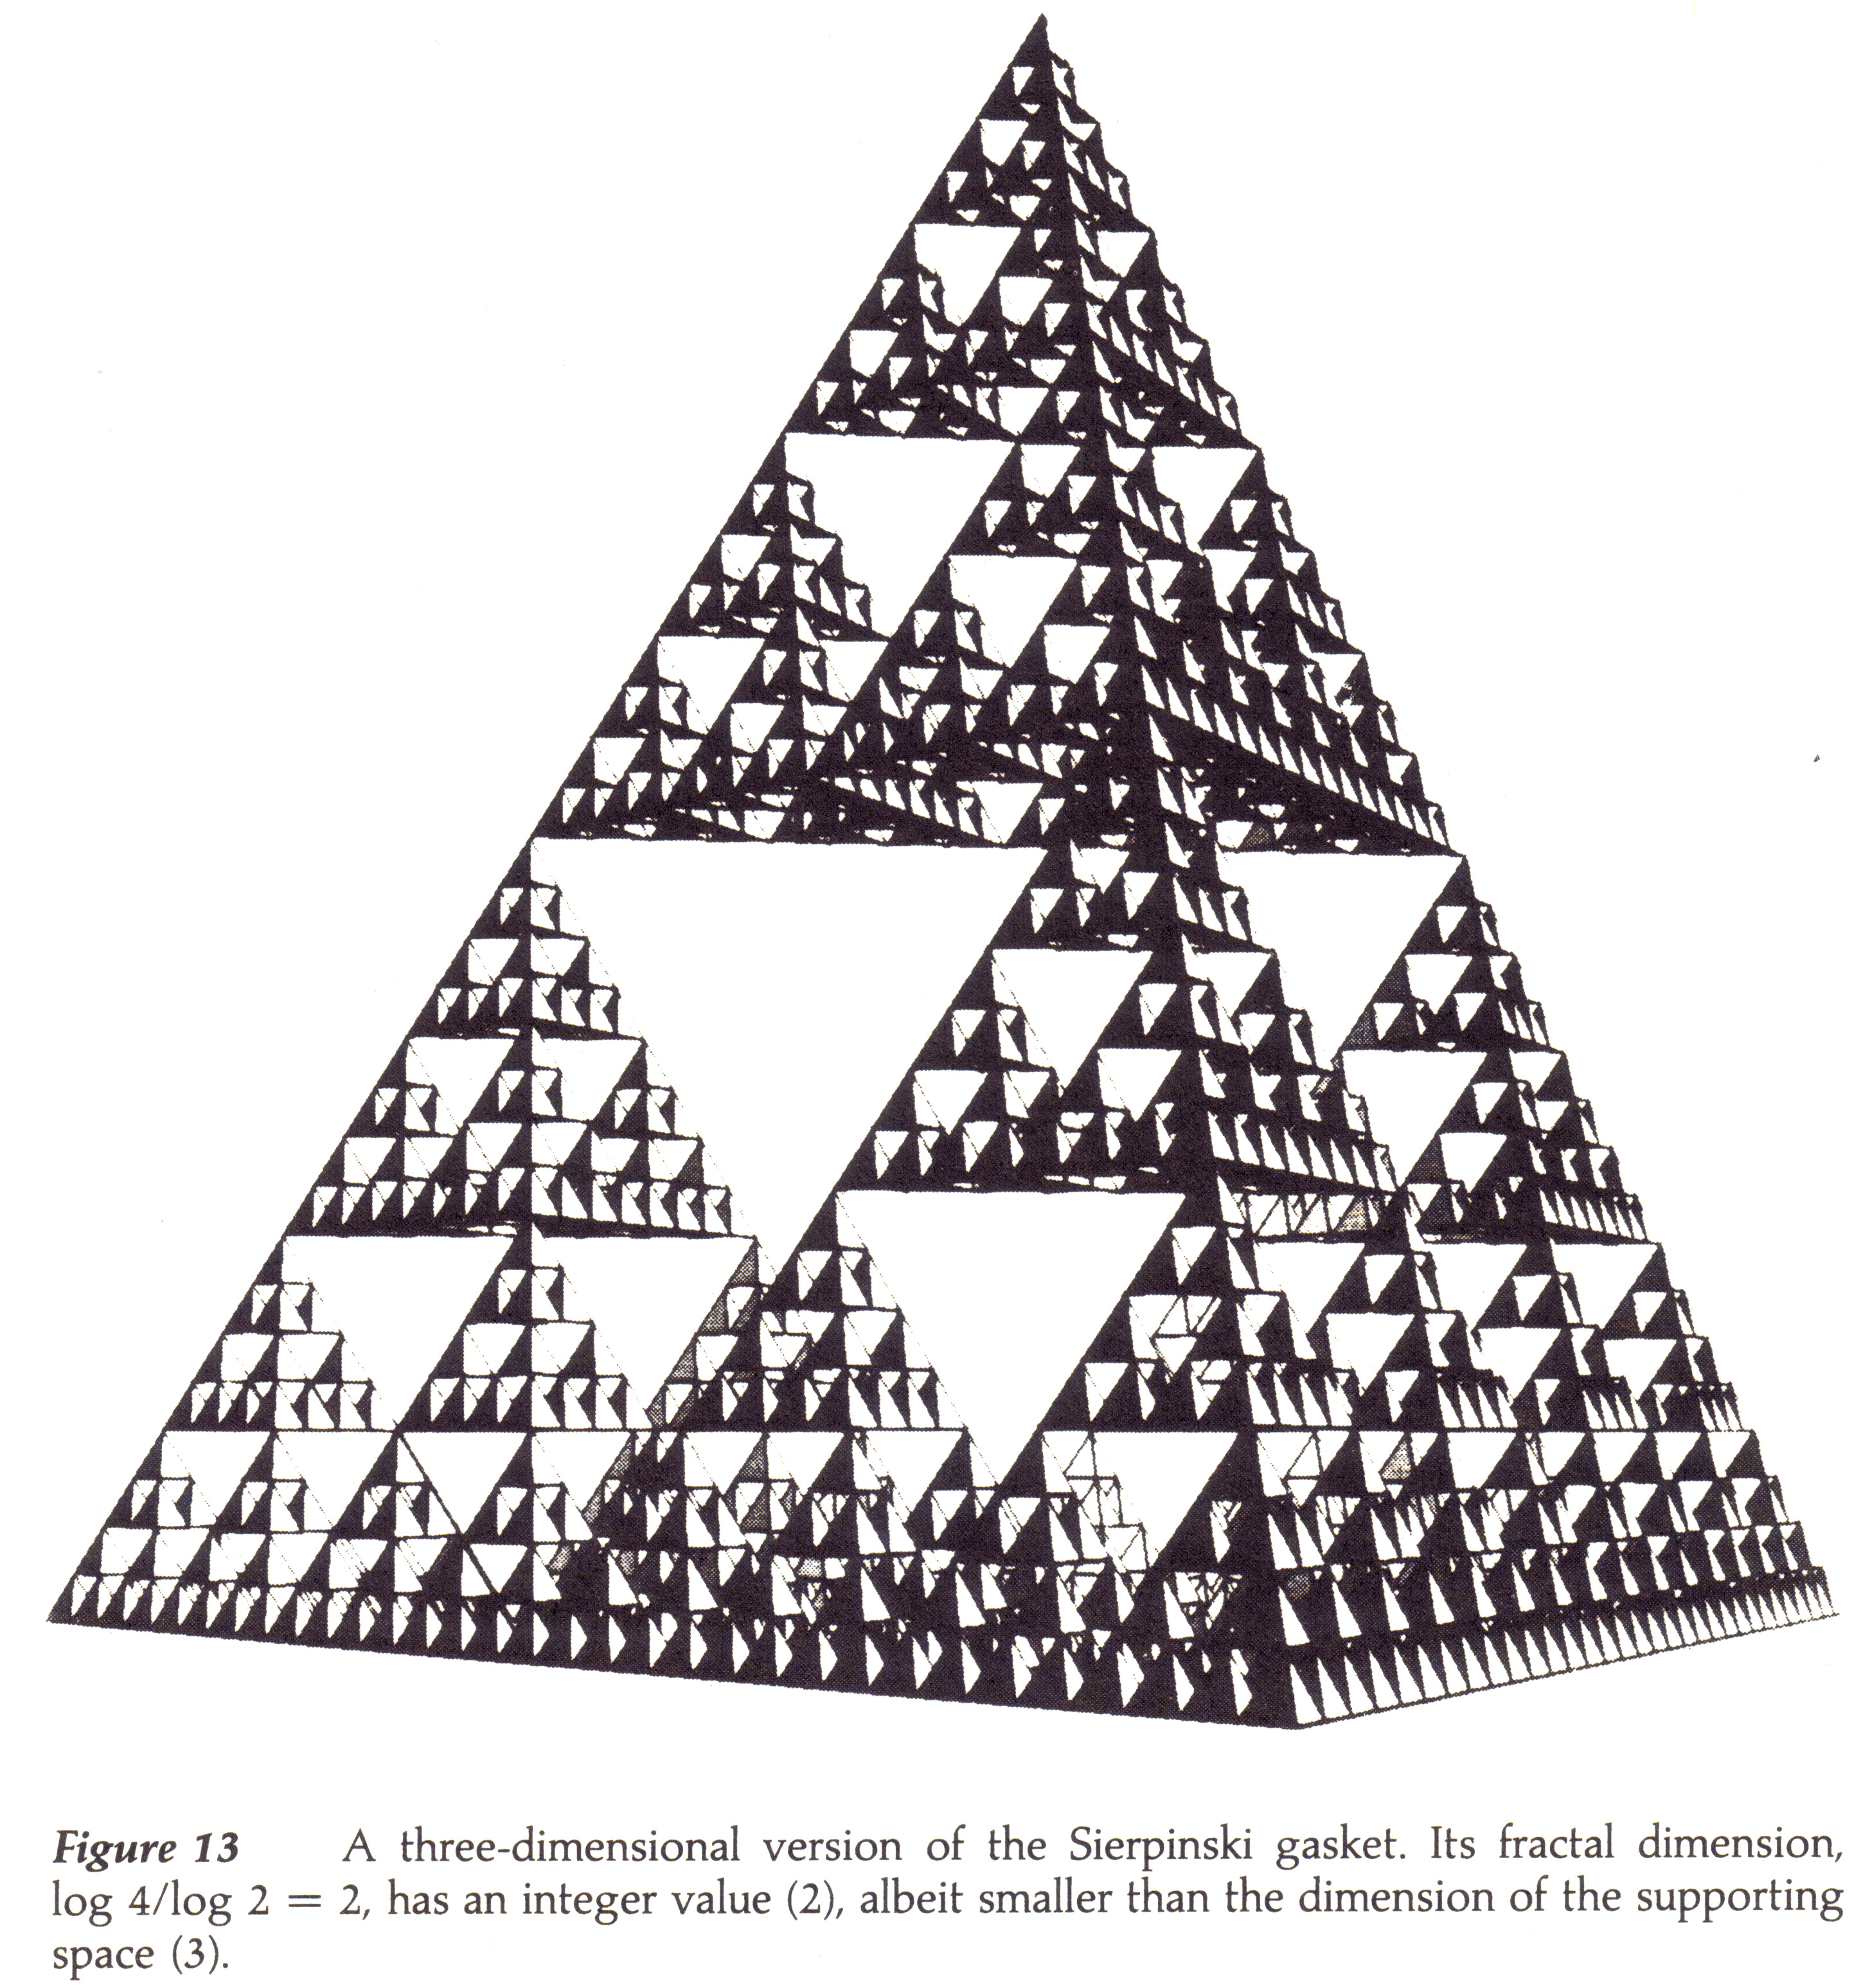 Figure 13 A three-dimensional version of the Sierpinski gasket. Its fractal dimension,
log 4/log 2 = 2, has an integer value (2), albeit smaller than the dimension of the supporting
space (3).